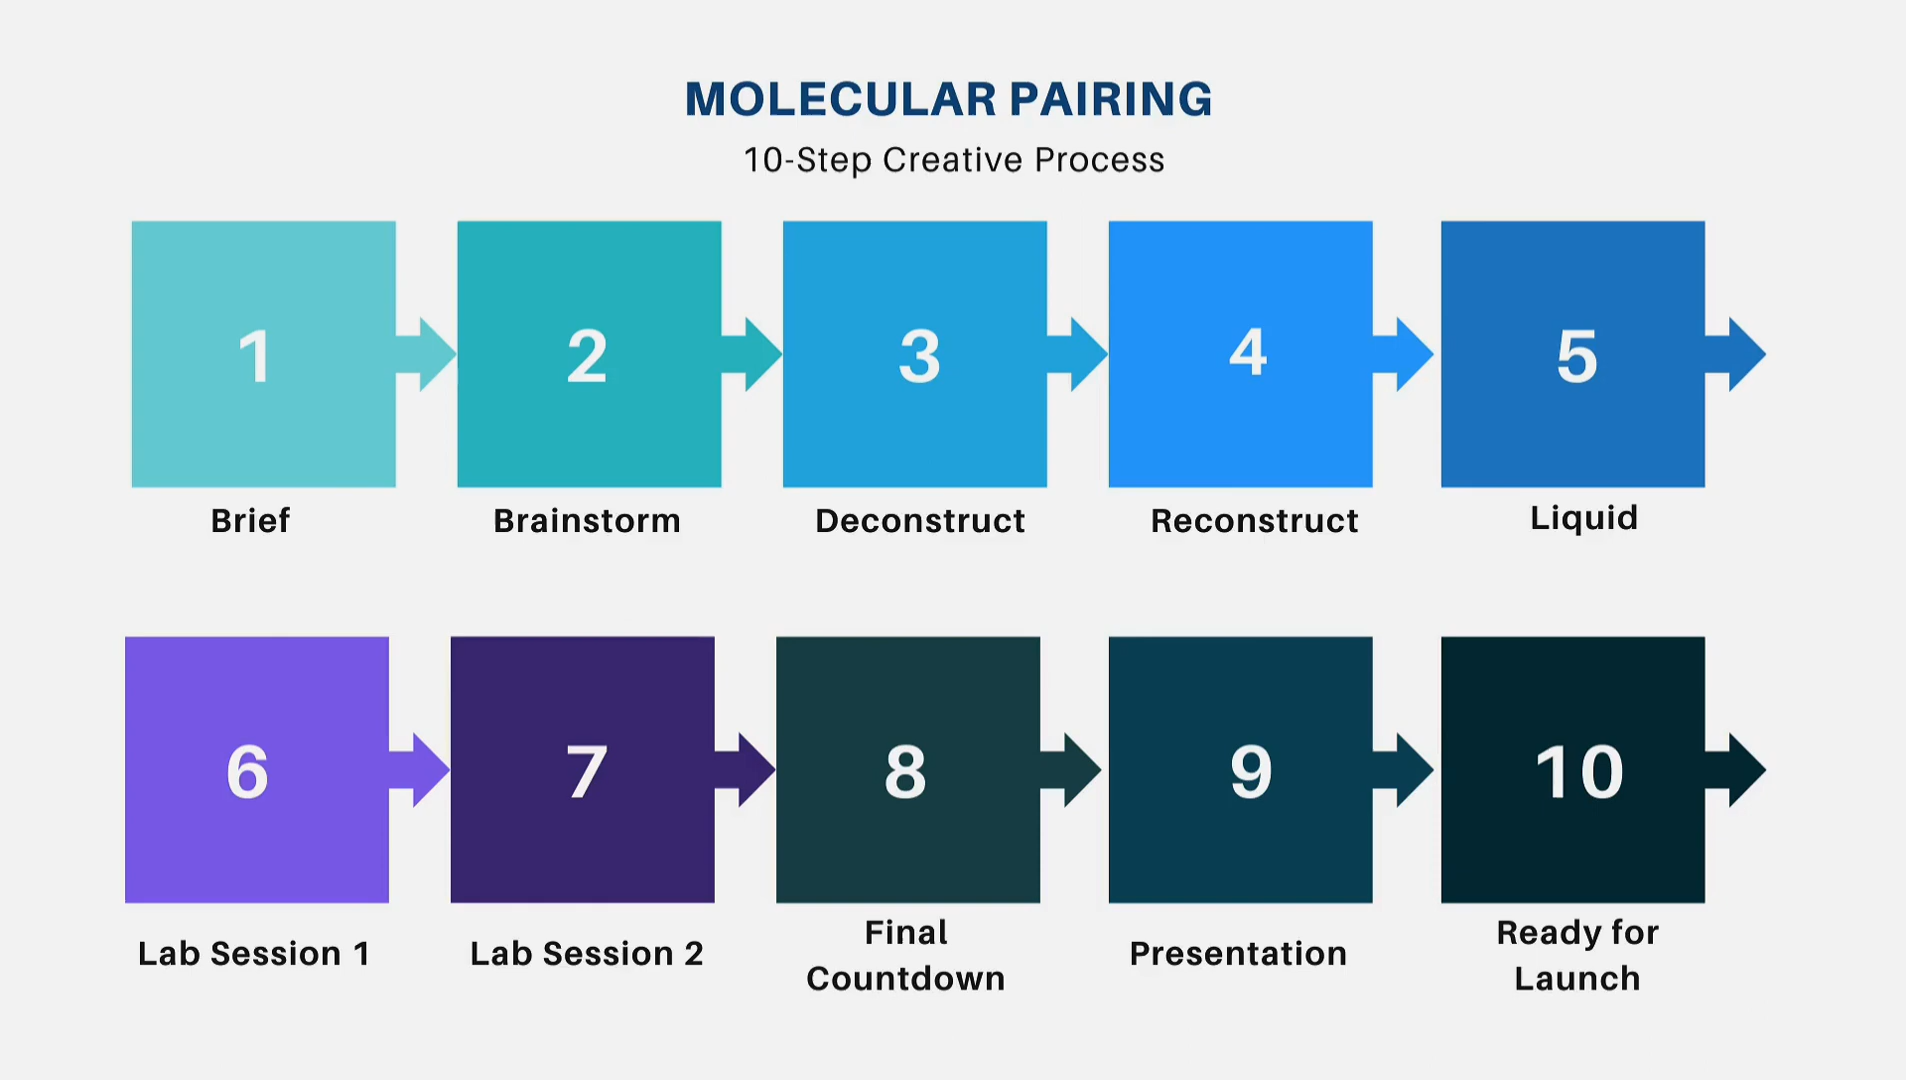 MOLECULAR PAIRING
10-Step Creative Process
1
2
3
4
5
Brief
Brainstorm
Deconstruct
Reconstruct
Liquid
6
7
8
9
10
Lab Session 1
Lab Session 2
Final
Countdown
Presentation
Ready for
Launch